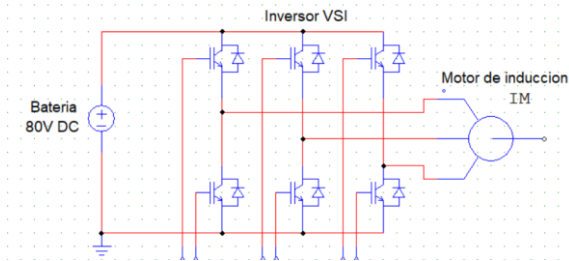 Inversor VSI
Motor de induccion
IM
Bateria
80V DC